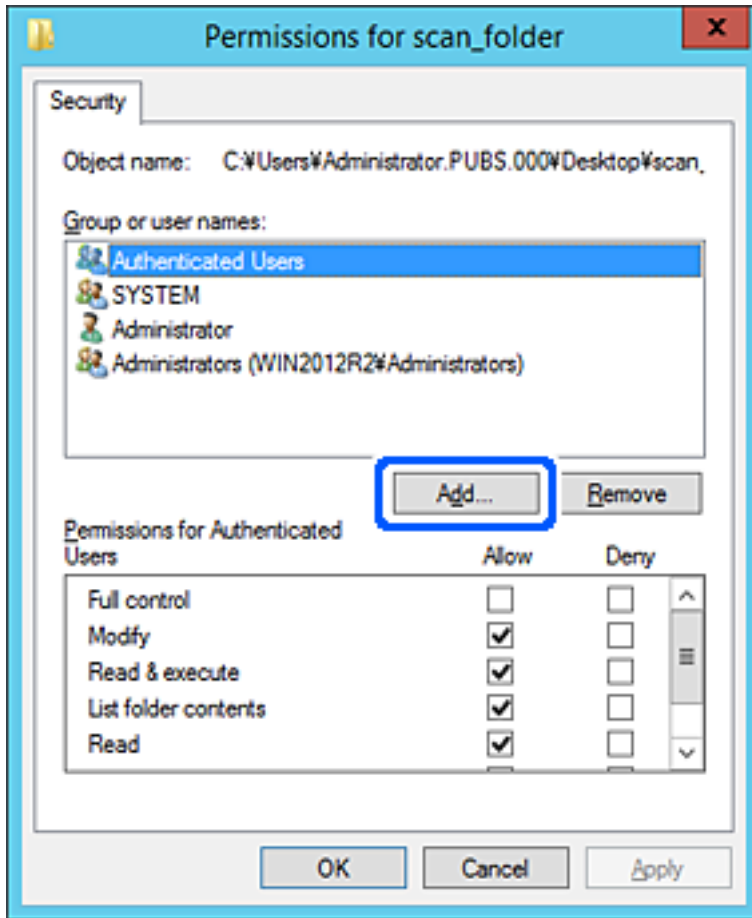 Permissions for scan_folder
x
Security
Object name: C:¥Users¥Administrator.PUBS.000¥Desktop¥scan_
Group or user names:
Authenticated Users
SYSTEM
Administrator
Administrators (WIN2012R2¥Administrators)
Add... Remove
Permissions for Authenticated
Users Allow Deny
Full control
Modify
Read & execute
List folder contents
Read
OK Cancel Apply